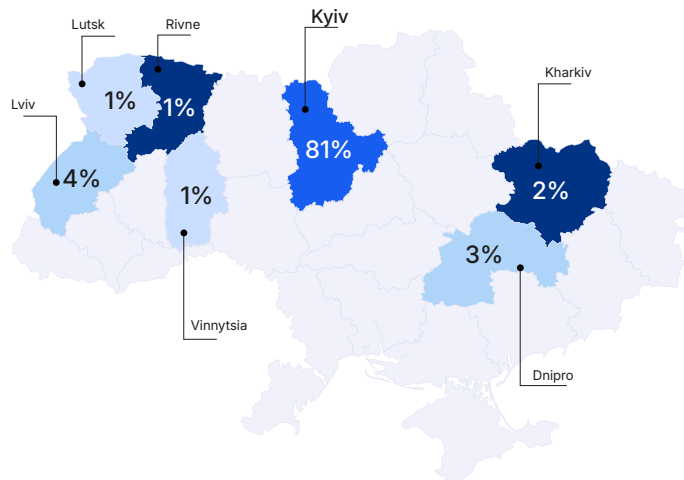 Kyiv
Lutsk
Rivne
Kharkiv
Lviv
1%
1%
81%
4%
2%
1%
3%
Vinnytsia
Dnipro